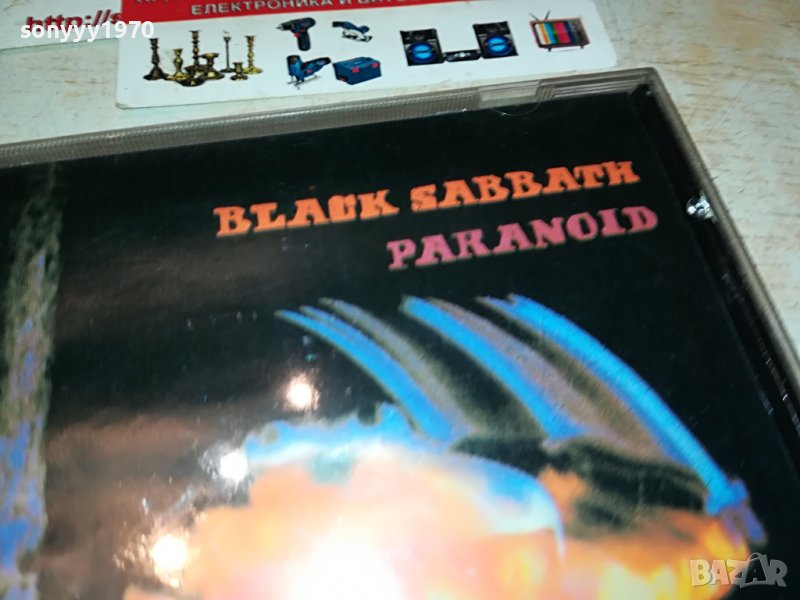 sonyyy1970
http://s
ЕЛЕКТРОНИКА И
BLACK SABBATH
PARANOID
BAZAR